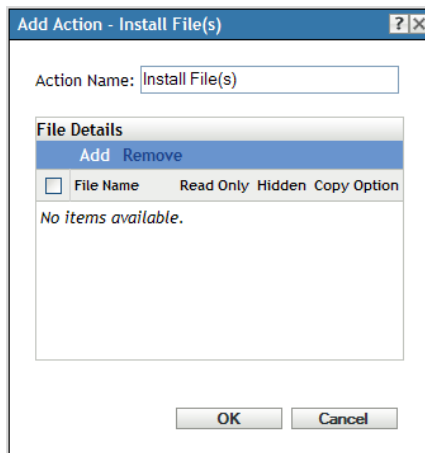 Add Action - Install File(s) ? X
Action Name: Install File(s)
File Details
Add Remove
File Name Read Only Hidden Copy Option
No items available.
OK Cancel